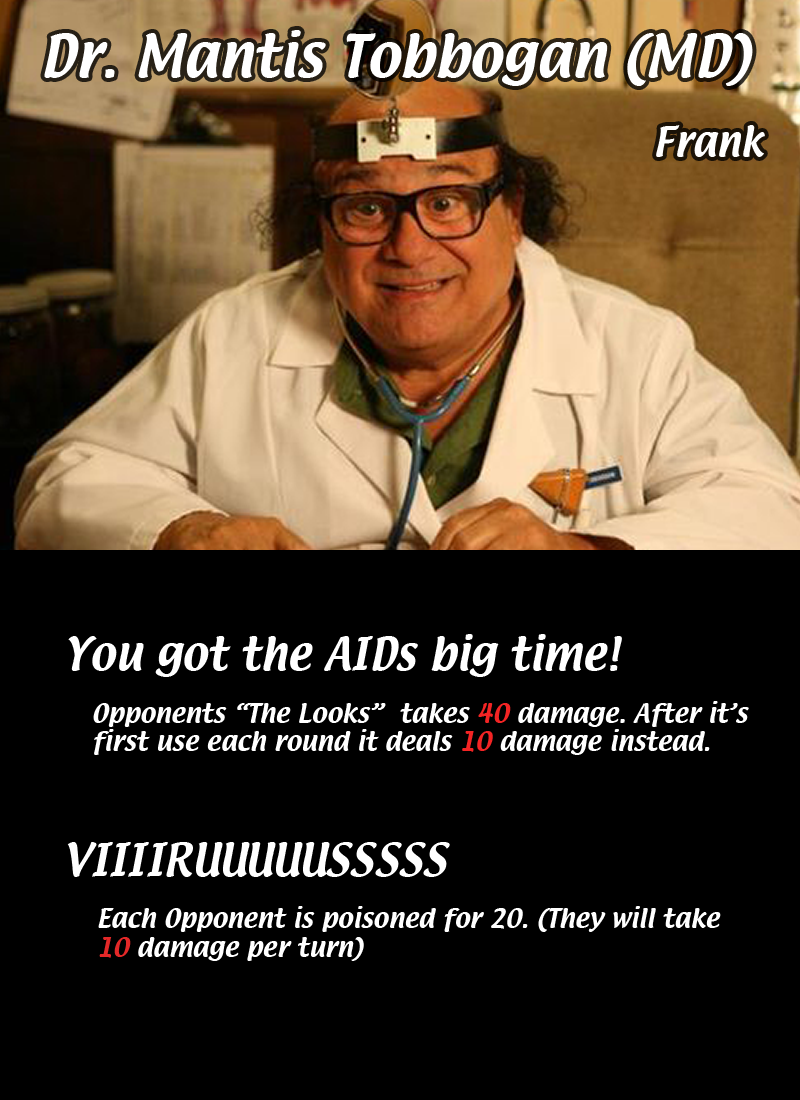 Dr. Mantis Tobbogan (MD)
Frank
You got the AIDs big time!
Opponents “The Looks” takes 40 damage. After it’s
first use each round it deals 10 damage instead.
VIIIIRUUUUUSSSSS
Each Opponent is poisoned for 20. (They will take
10 damage per turn)